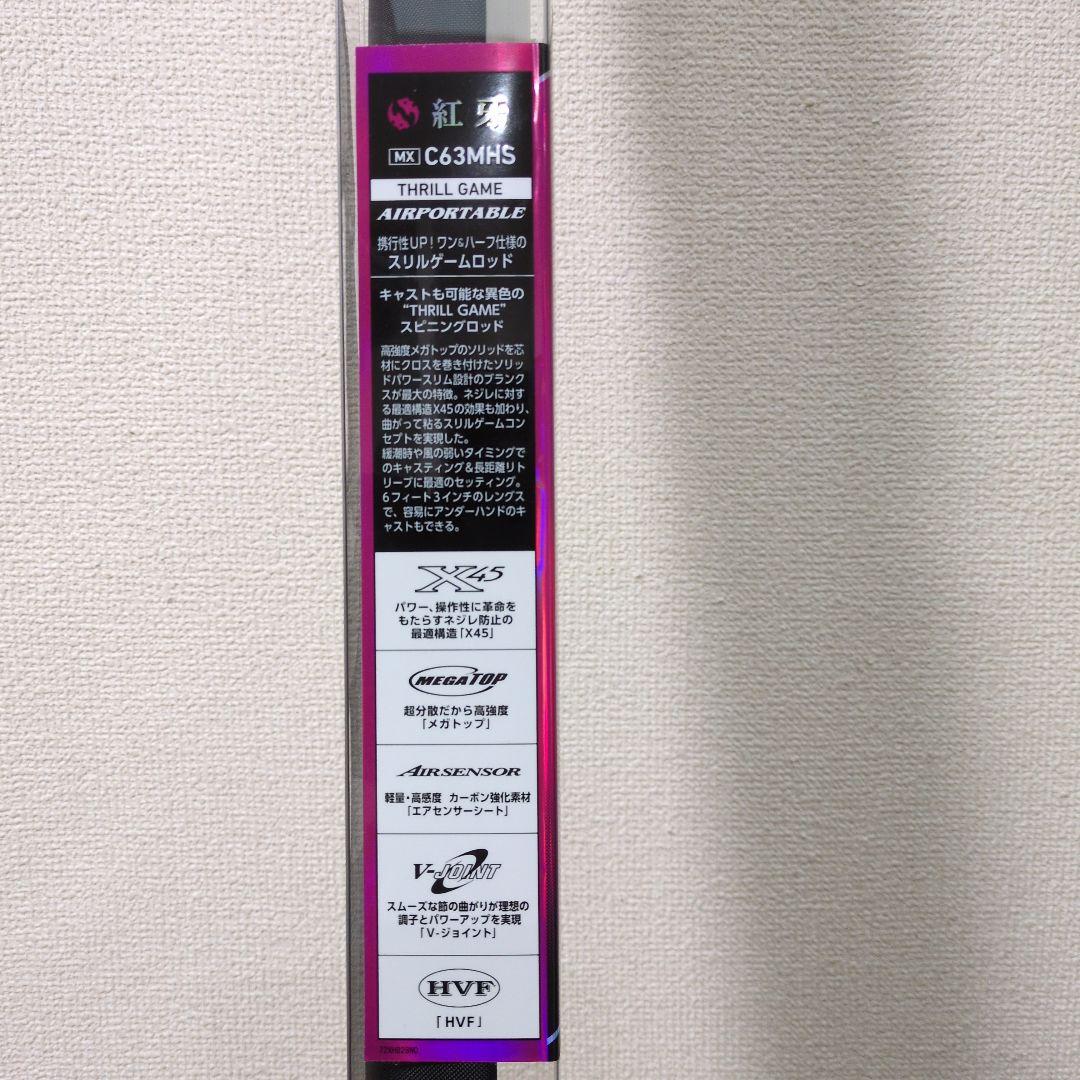 紅牙
MX C63MHS
THRILL GAME
AIRPORTABLE
携行性UP!ワン&ハーフ仕様の
スリルゲームロッド
キャストも可能な異色の
"THRILL GAME"
スピニングロッド
高強度メガトップのソリッドを芯
材にクロスを巻き付けたソリッ
ドパワースリム設計のブランク
スが最大の特徴。ネジレに対す
る最適構造X45の効果も加わり、
曲がって粘るスリルゲームコン
セプトを実現した。
緩潮時や風の弱いタイミングで
のキャスティング&長距離リト
リーブに最適のセッティング。
6フィート3インチのレングス
で、容易にアンダーハンドのキ
ャストもできる。
X45
パワー、操作性に革命を
もたらすネジレ防止の
最適構造「X45」
MEGATOP
超分散だから高強度
「メガトップ」
AIRSENSOR
軽量・高感度 カーボン強化素材
「エアセンサーシート」
V-JOINT
スムーズな節の曲がりが理想の
調子とパワーアップを実現
「V-ジョイント」
HVF
「HVF」